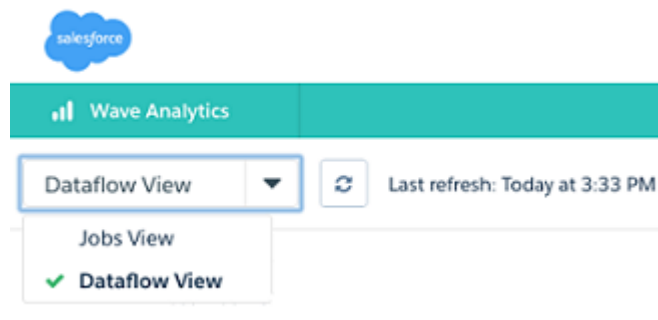 salesforce
Wave Analytics
Dataflow View
Last refresh: Today at 3:33 PM
Jobs View
Dataflow View